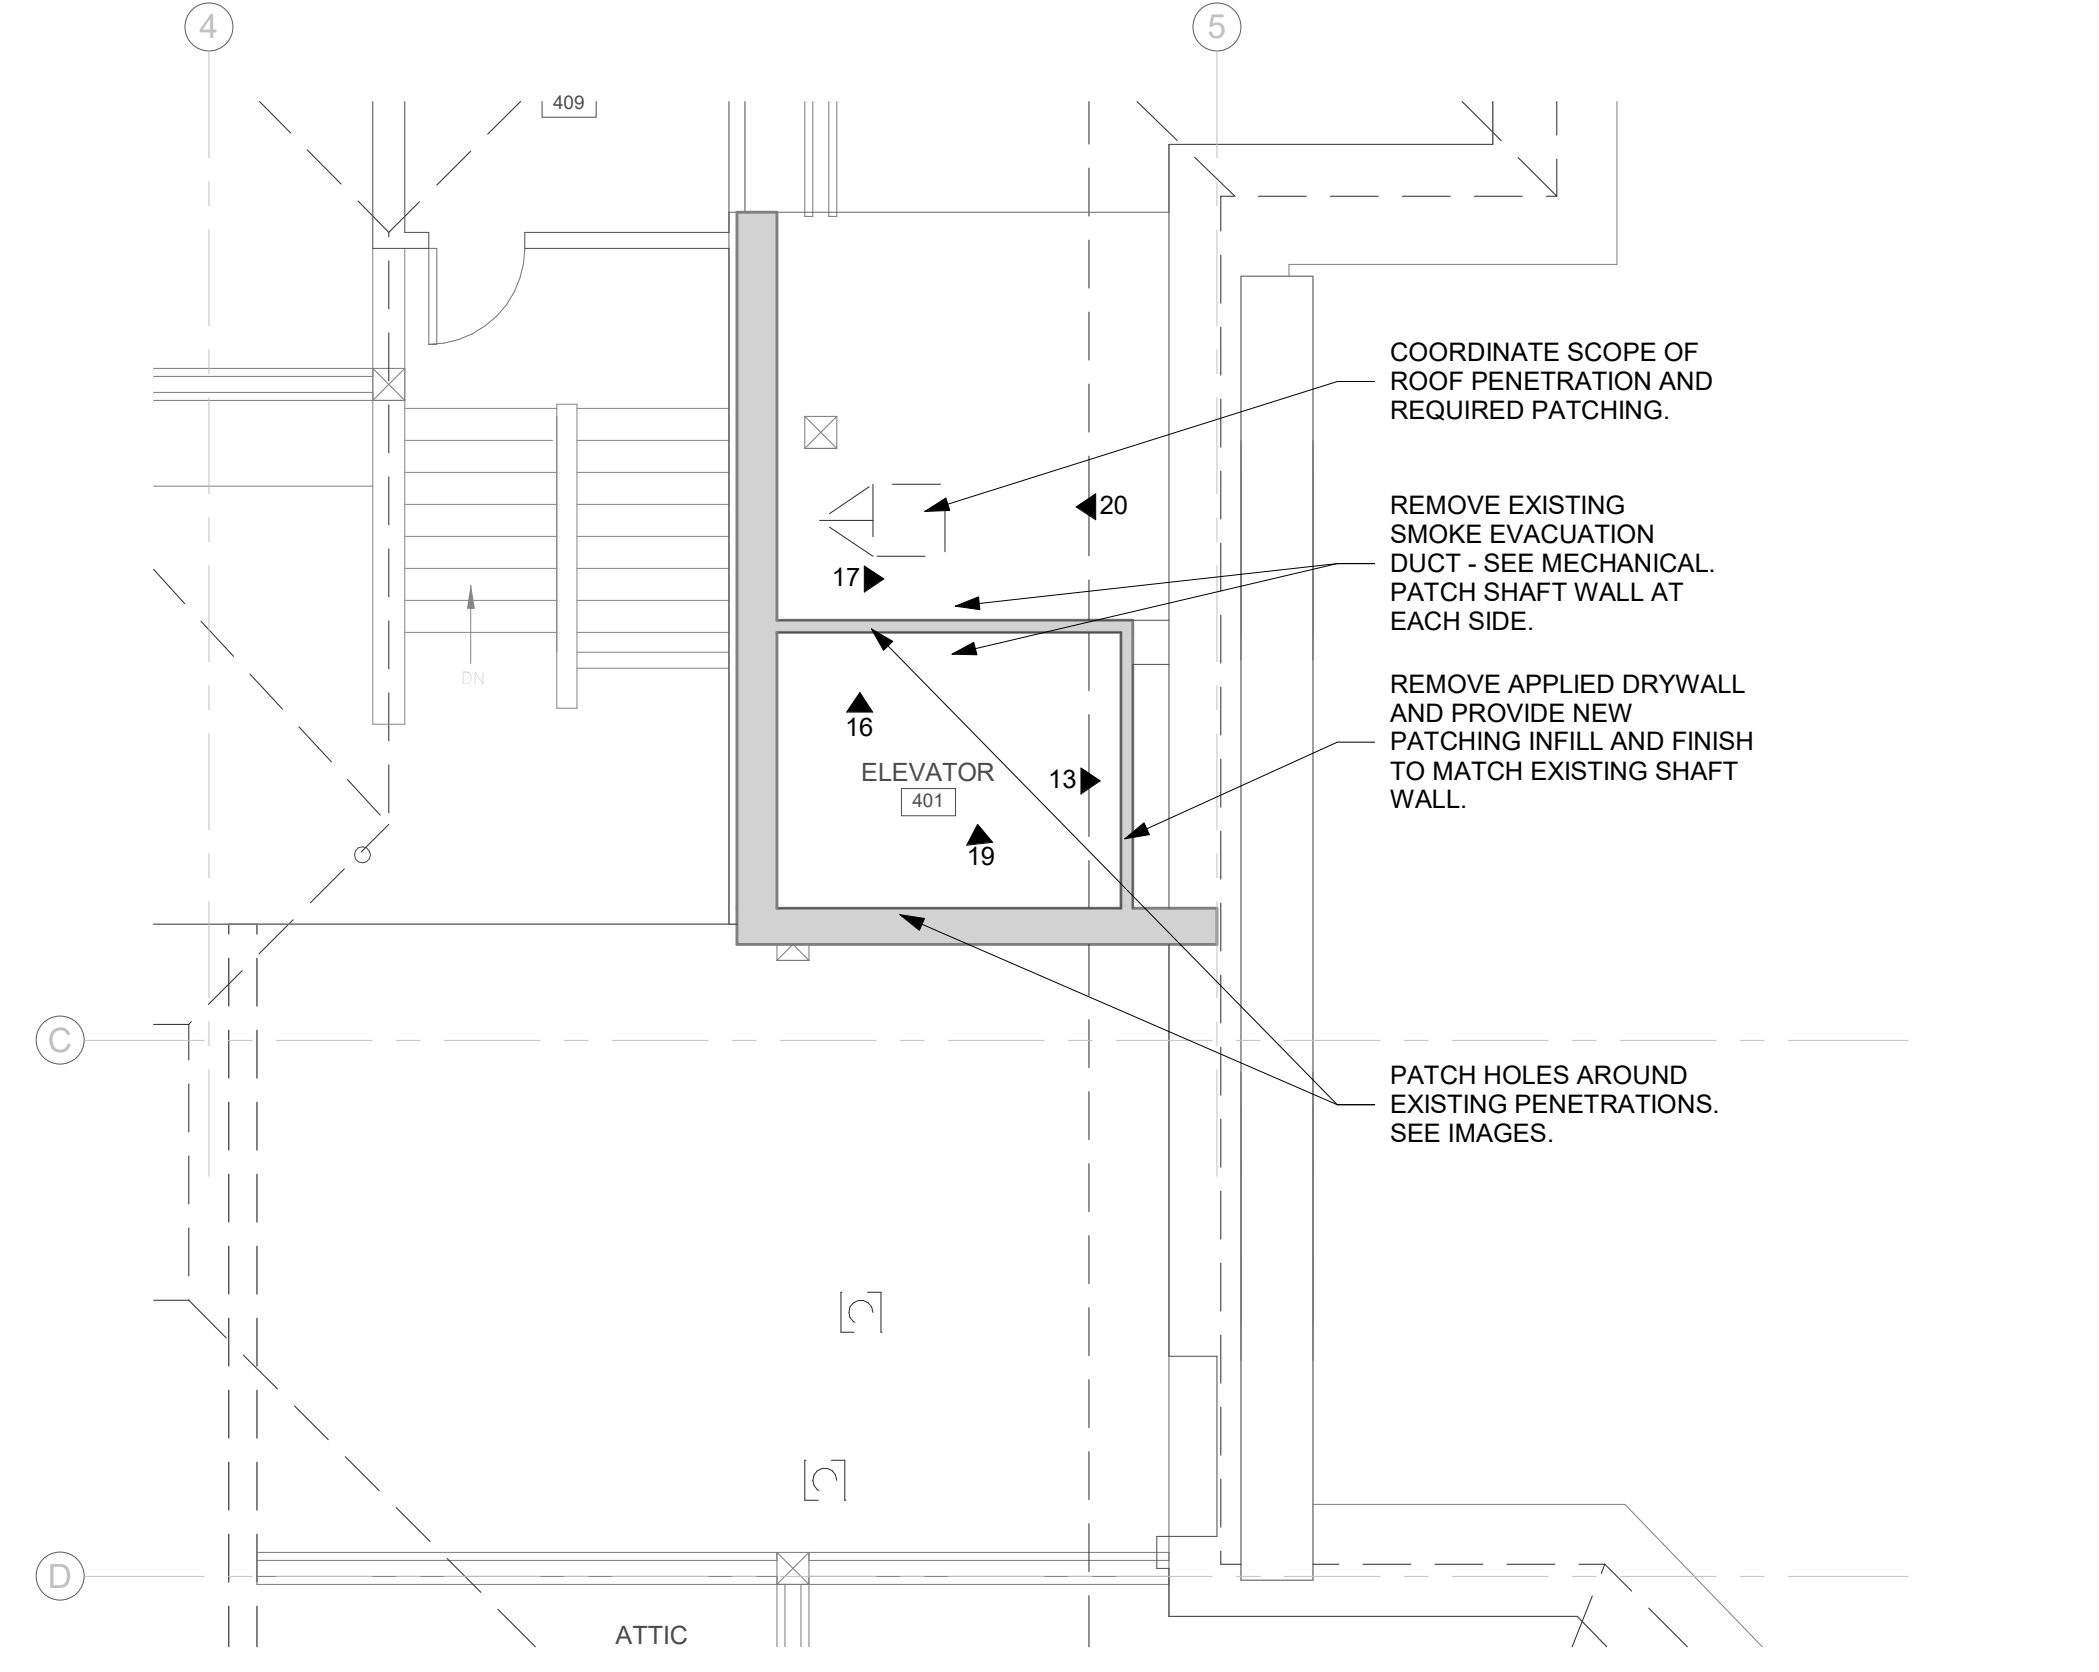 4
5
409
COORDINATE SCOPE OF
ROOF PENETRATION AND
REQUIRED PATCHING.
20
REMOVE EXISTING
SMOKE EVACUATION
DUCT - SEE MECHANICAL.
PATCH SHAFT WALL AT
EACH SIDE.
17
DN
REMOVE APPLIED DRYWALL
AND PROVIDE NEW
PATCHING INFILL AND FINISH
TO MATCH EXISTING SHAFT
WALL.
16
ELEVATOR
401
13
19
C
PATCH HOLES AROUND
EXISTING PENETRATIONS.
SEE IMAGES.
D
ATTIC